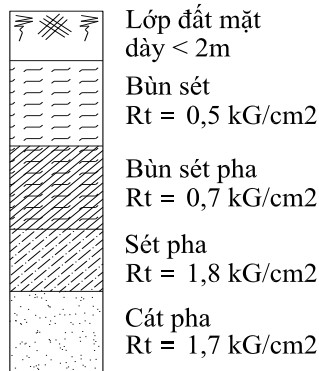 Lớp đất mặt
dày < 2m
Bùn sét
Rt = 0,5 kG/cm2
Bùn sét pha
Rt = 0,7 kG/cm2
Sét pha
Rt = 1,8 kG/cm2
Cát pha
Rt = 1,7 kG/cm2